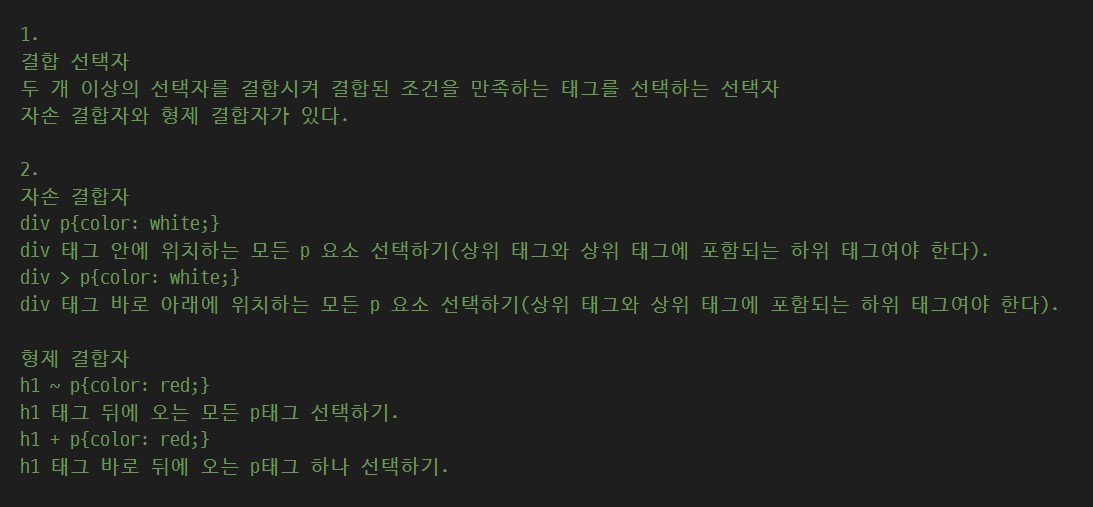 1.
결합 선택자
두 개 이상의 선택자를 결합시켜 결합된 조건을 만족하는 태그를 선택하는 선택자
자손 결합자와 형제 결합자가 있다.
2.
자손 결합자
div p{color: white;}
div 태그 안에 위치하는 모든 p 요소 선택하기(상위 태그와 상위 태그에 포함되는 하위 태그여야 한다).
div > p{color: white;}
div 태그 바로 아래에 위치하는 모든 p 요소 선택하기(상위 태그와 상위 태그에 포함되는 하위 태그여야 한다).
형제 결합자
h1 ~ p{color: red;}
h1 태그 뒤에 오는 모든 p태그 선택하기.
h1 + p{color: red;}
h1 태그 바로 뒤에 오는 p태그 하나 선택하기.